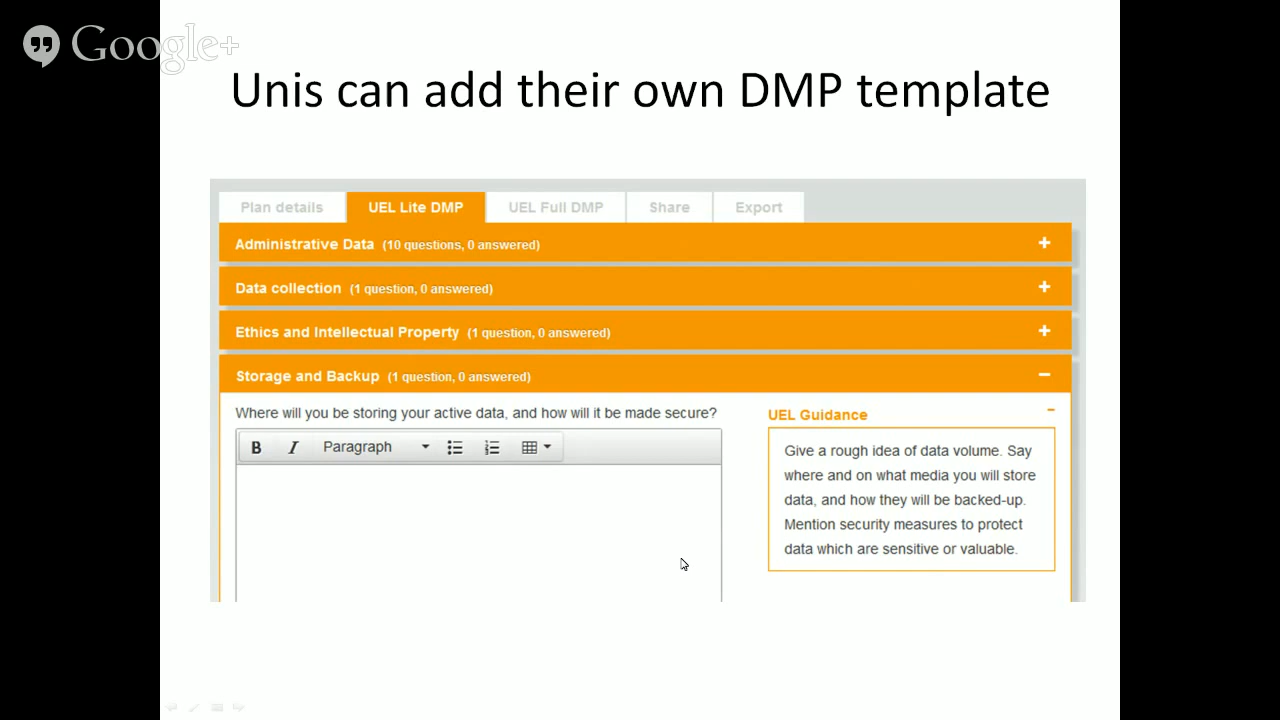 Google+
Unis can add their own DMP template
Plan details
UEL Lite DMP
UEL Full DMP
Share
Export
Administrative Data (10 questions, 0 answered)
Data collection (1 question, 0 answered)
Ethics and Intellectual Property (1 question, 0 answered)
Storage and Backup (1 question, 0 answered)
Where will you be storing your active data, and how will it be made secure?
B I Paragraph
UEL Guidance
Give a rough idea of data volume. Say
where and on what media you will store
data, and how they will be backed-up.
Mention security measures to protect
data which are sensitive or valuable.